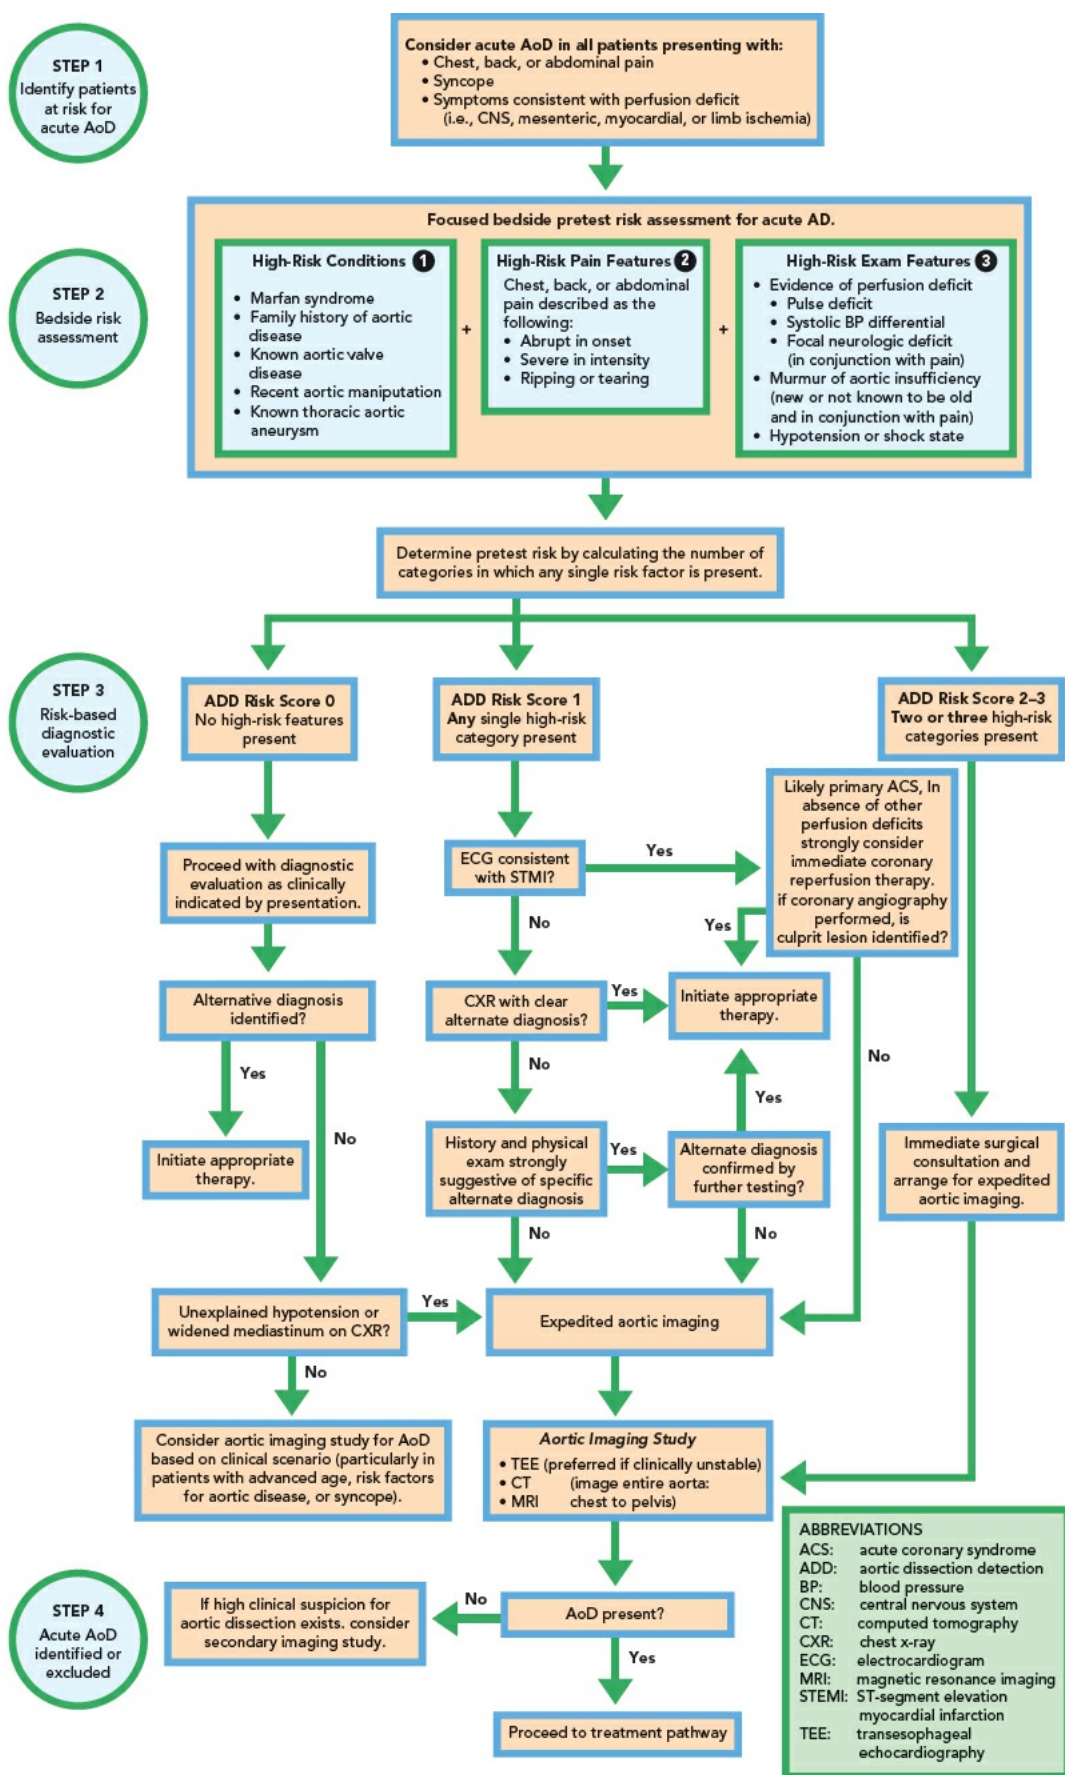 STEP 1
Identify patients
at risk for
acute AoD
Consider acute AoD in all patients presenting with:
• Chest, back, or abdominal pain
• Syncope
• Symptoms consistent with perfusion deficit
(i.e., CNS, mesenteric, myocardial, or limb ischemia)
STEP 2
Bedside risk
assessment
Focused bedside pretest risk assessment for acute AD.
High-Risk Conditions 1
• Marfan syndrome
• Family history of aortic
disease
• Known aortic valve
disease
• Recent aortic maniputation
• Known thoracic aortic
aneurysm
+
High-Risk Pain Features 2
Chest, back, or abdominal
pain described as the
following:
• Abrupt in onset
• Severe in intensity
• Ripping or tearing
+
High-Risk Exam Features 3
• Evidence of perfusion deficit
• Pulse deficit
• Systolic BP differential
• Focal neurologic deficit
(in conjunction with pain)
• Murmur of aortic insufficiency
(new or not known to be old
and in conjunction with pain)
• Hypotension or shock state
Determine pretest risk by calculating the number of
categories in which any single risk factor is present.
STEP 3
Risk-based
diagnostic
evaluation
ADD Risk Score 0
No high-risk features
present
ADD Risk Score 1
Any single high-risk
category present
ADD Risk Score 2–3
Two or three high-risk
categories present
Proceed with diagnostic
evaluation as clinically
indicated by presentation.
ECG consistent
with STMI?
Yes
Likely primary ACS, In
absence of other
perfusion deficits
strongly consider
immediate coronary
reperfusion therapy.
if coronary angiography
performed, is
culprit lesion identified?
No
Yes
Alternative diagnosis
identified?
CXR with clear
alternate diagnosis?
Yes
Initiate appropriate
therapy.
No
Yes
No
Yes
No
Initiate appropriate
therapy.
History and physical
exam strongly
suggestive of specific
alternate diagnosis
Yes
Alternate diagnosis
confirmed by
further testing?
Immediate surgical
consultation and
arrange for expedited
aortic imaging.
No
No
Unexplained hypotension or
widened mediastinum on CXR?
Yes
Expedited aortic imaging
No
Consider aortic imaging study for AoD
based on clinical scenario (particularly in
patients with advanced age, risk factors
for aortic disease, or syncope).
Aortic Imaging Study
• TEE (preferred if clinically unstable)
• CT (image entire aorta:
• MRI chest to pelvis)
STEP 4
Acute AoD
identified or
excluded
If high clinical suspicion for
aortic dissection exists. consider
secondary imaging study.
No
AoD present?
Yes
Proceed to treatment pathway
ABBREVIATIONS
ACS: acute coronary syndrome
ADD: aortic dissection detection
BP: blood pressure
CNS: central nervous system
CT: computed tomography
CXR: chest x-ray
ECG: electrocardiogram
MRI: magnetic resonance imaging
STEMI: ST-segment elevation
myocardial infarction
TEE: transesophageal
echocardiography